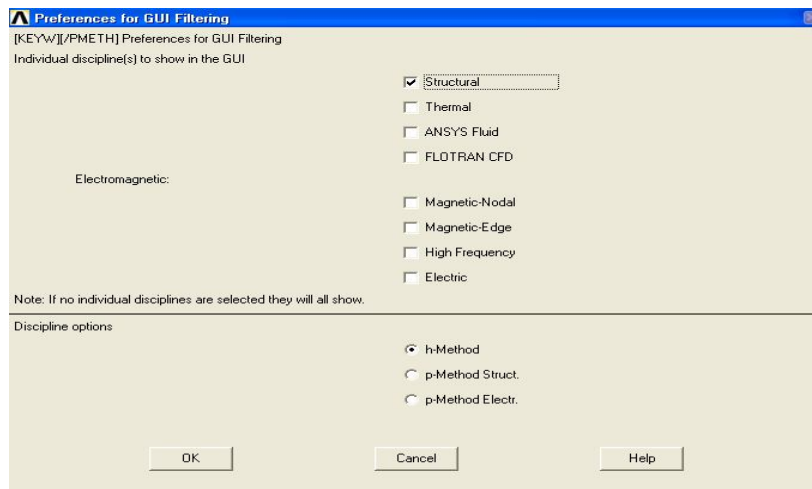 Preferences for GUI Filtering
[KEYW][/PMETH] Preferences for GUI Filtering
Individual discipline(s) to show in the GUI
Structural
Thermal
ANSYS Fluid
FLOTRAN CFD
Electromagnetic:
Magnetic-Nodal
Magnetic-Edge
High Frequency
Electric
Note: If no individual disciplines are selected they will all show.
Discipline options
h-Method
p-Method Struct.
p-Method Electr.
OK Cancel Help